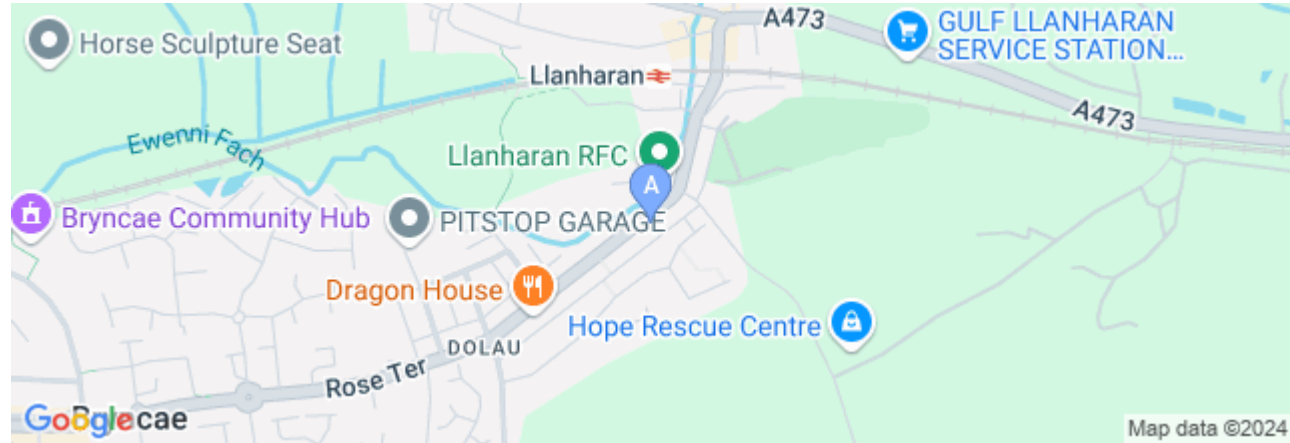 A473
Horse Sculpture Seat
GULF LLANHARAN
SERVICE STATION...
Llanharan
A473
Ewenni Fach
Llanharan RFC
A
Bryncae Community Hub
PITSTOP GARAGE
Dragon House
Hope Rescue Centre
DOLAU
Rose Ter
Google
Map data ©2024